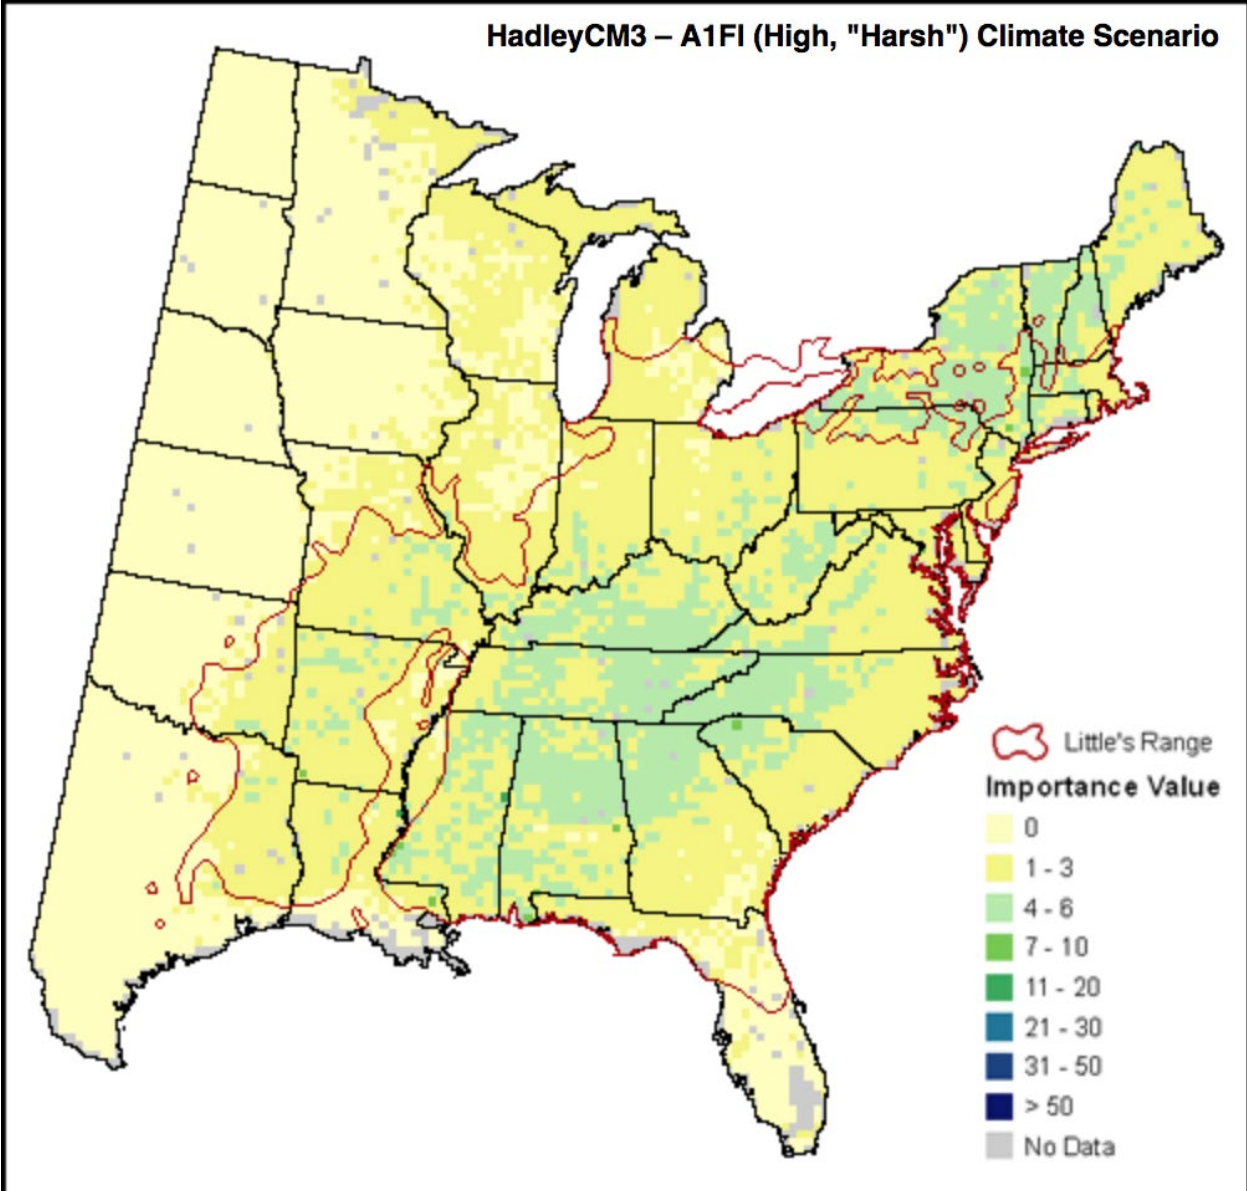 HadleyCM3 – A1FI (High, "Harsh") Climate Scenario
Little's Range
Importance Value
0
1 - 3
4 - 6
7 - 10
11 - 20
21 - 30
31 - 50
> 50
No Data